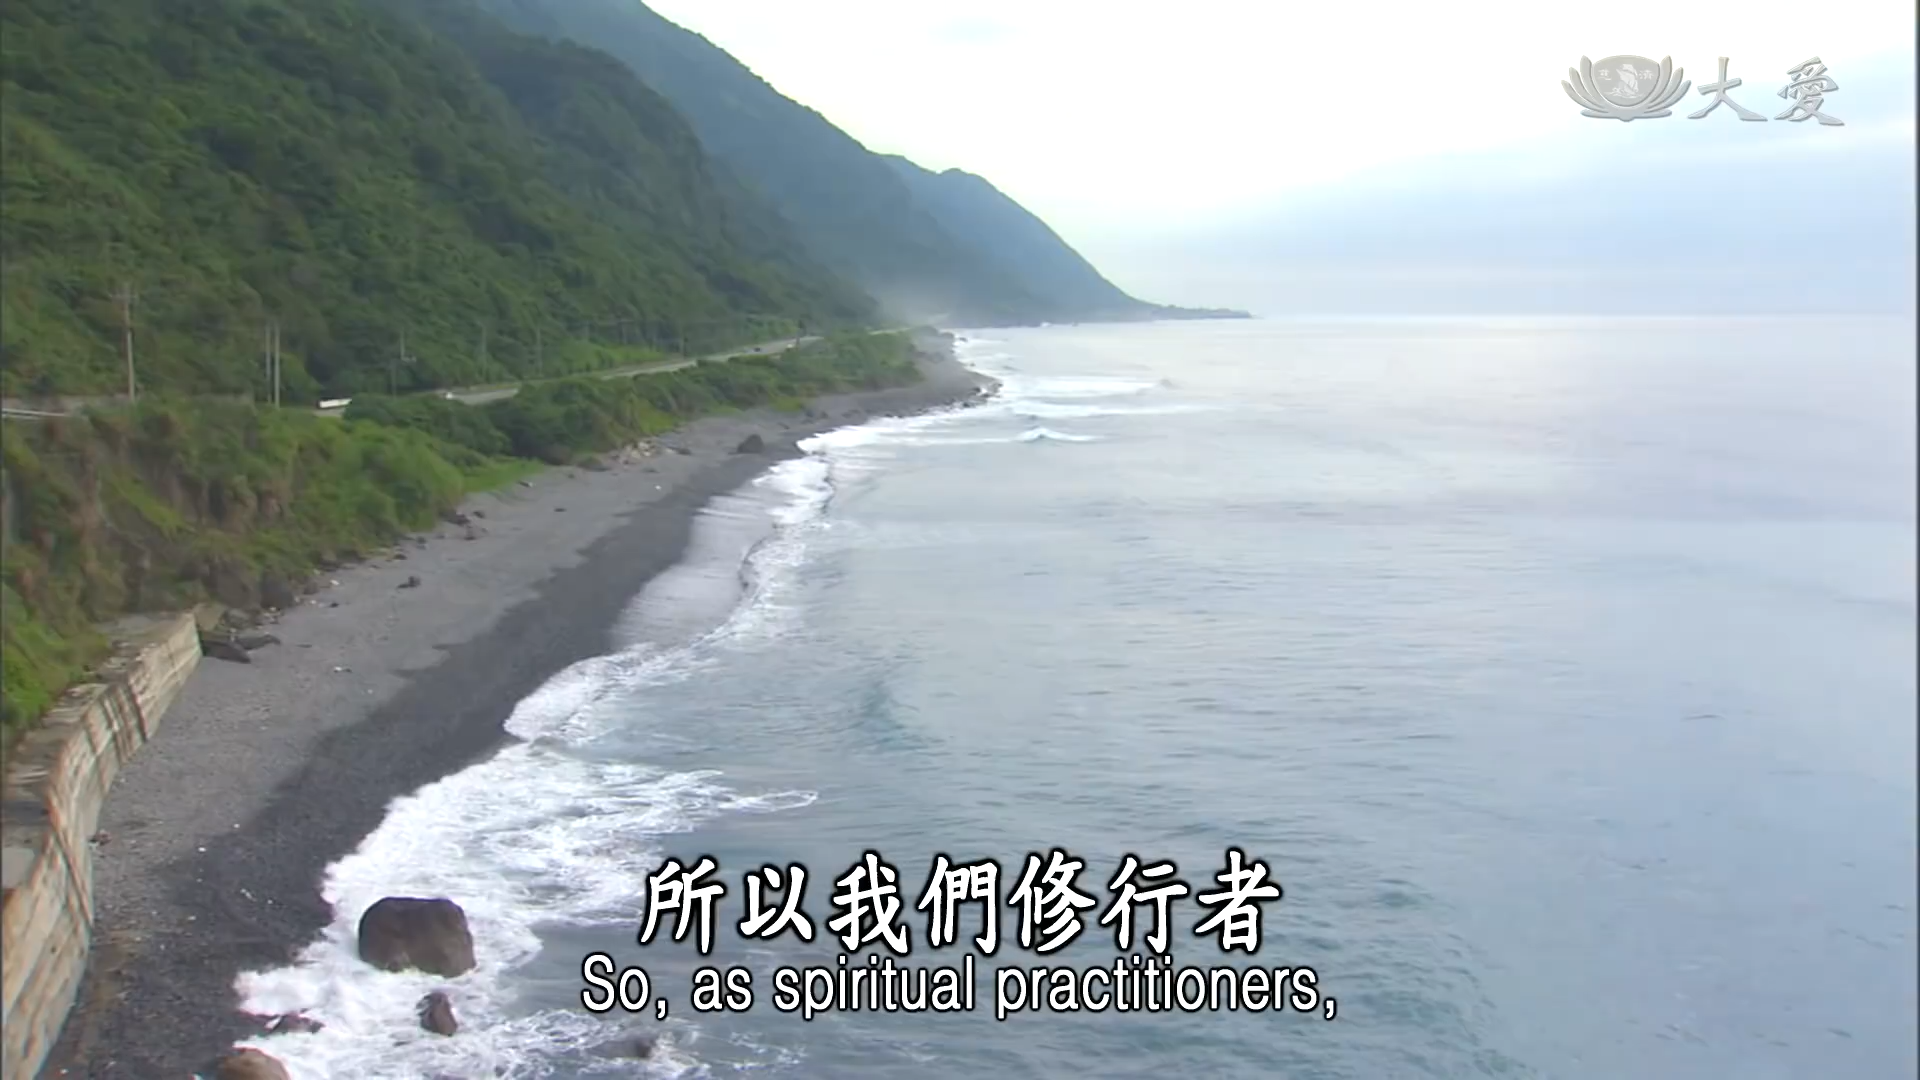 大愛
所以我們修行者
So, as spiritual practitioners,